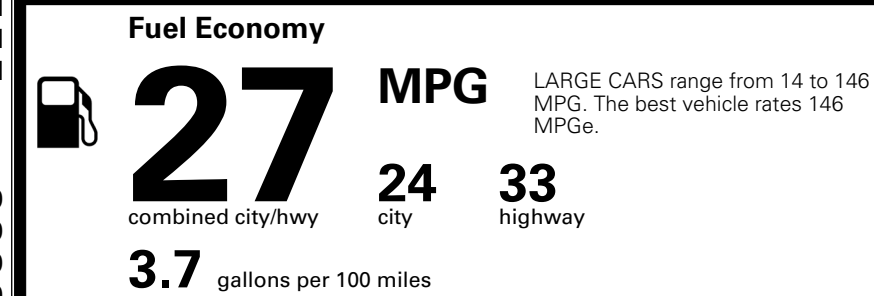 Fuel Economy
27 MPG
LARGE CARS range from 14 to 146
MPG. The best vehicle rates 146
MPGe.
combined city/hwy
24 city
33 highway
3.7 gallons per 100 miles